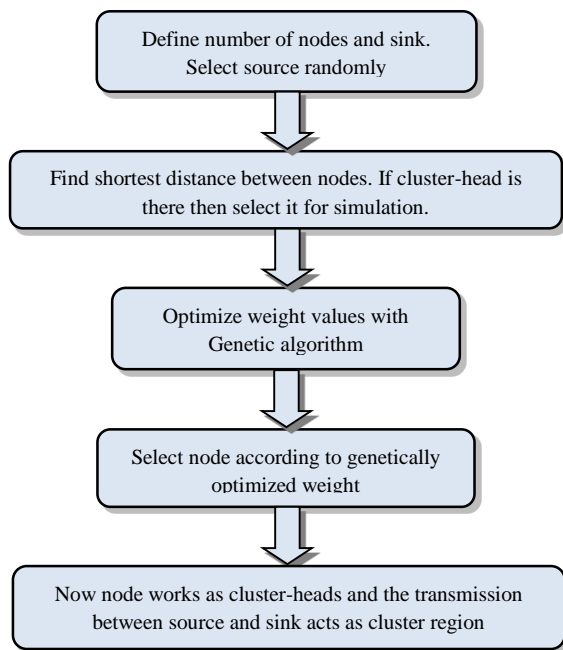 Define number of nodes and sink.
Select source randomly
Find shortest distance between nodes. If cluster-head is
there then select it for simulation.
Optimize weight values with
Genetic algorithm
Select node according to genetically
optimized weight
Now node works as cluster-heads and the transmission
between source and sink acts as cluster region